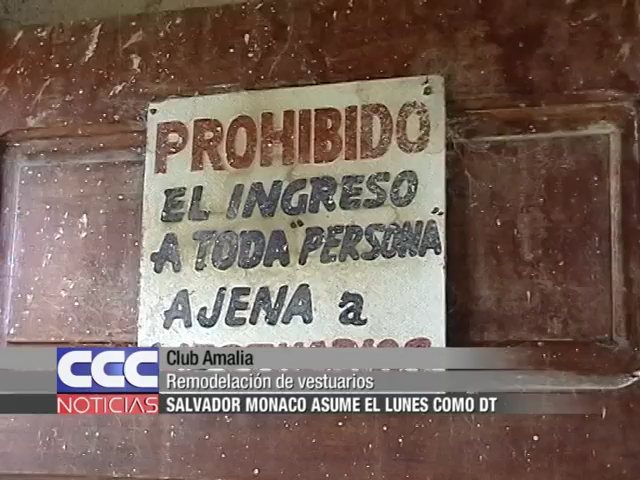 PROHIBIDO
EL INGRESO
A TODA "PERSONA"
AJENA a
CCC
NOTICIAS
Club Amalia
Remodelación de vestuarios
SALVADOR MONACO ASUME EL LUNES COMO DT